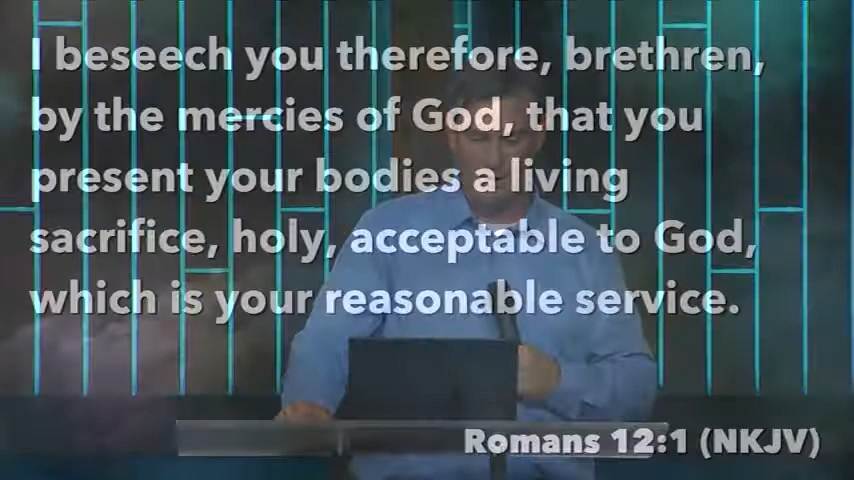 I beseech you therefore, brethren,
by the mercies of God, that you
present your bodies a living
sacrifice, holy, acceptable to God,
which is your reasonable service.
Romans 12:1 (NKJV)